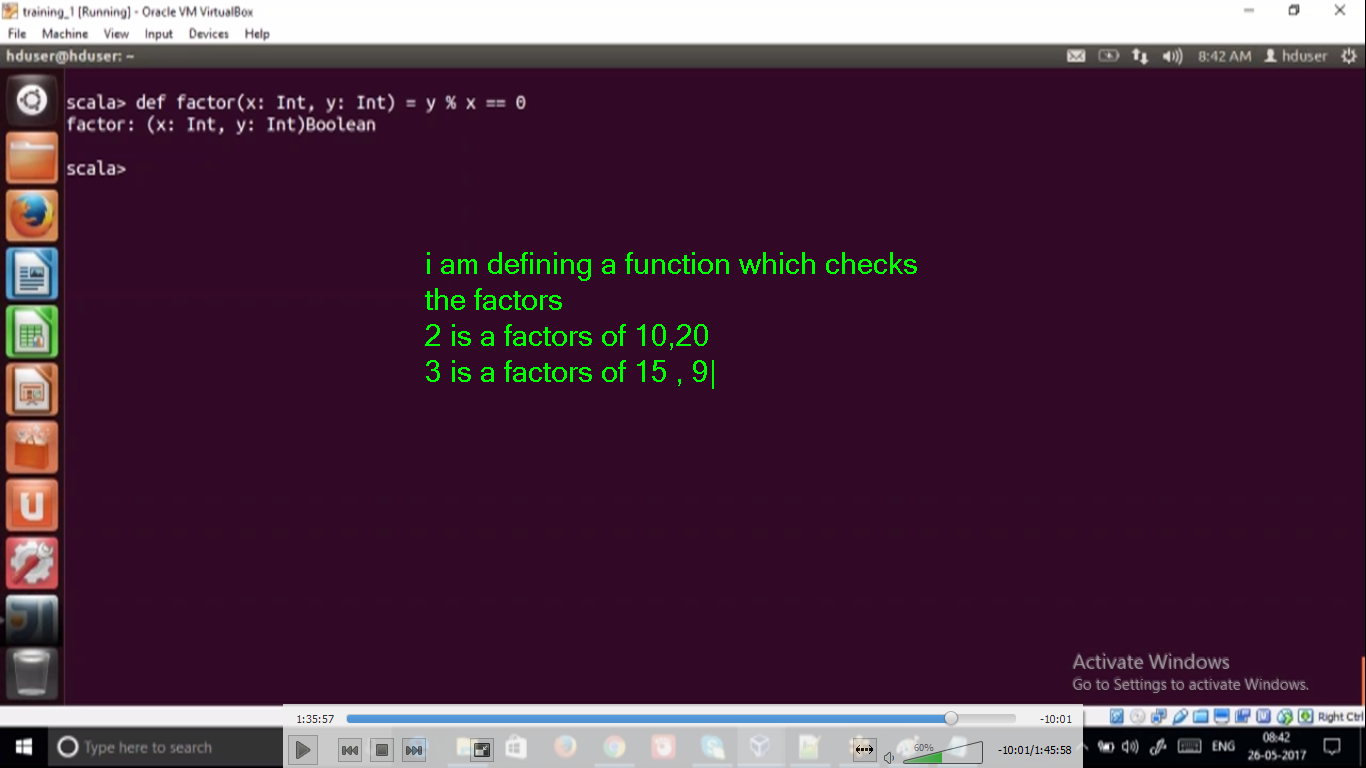 training_1 [Running] - Oracle VM VirtualBox
File Machine View Input Devices Help
hduser@hduser: ~
8:42 AM hduser
scala> def factor(x: Int, y: Int) = y % x == 0
factor: (x: Int, y: Int)Boolean
scala>
i am defining a function which checks
the factors
2 is a factors of 10,20
3 is a factors of 15 , 9
Activate Windows
Go to Settings to activate Windows.
Right Ctrl
1:35:57 -10:01
Type here to search
60%
-10:01/1:45:58
ENG
08:42
26-05-2017